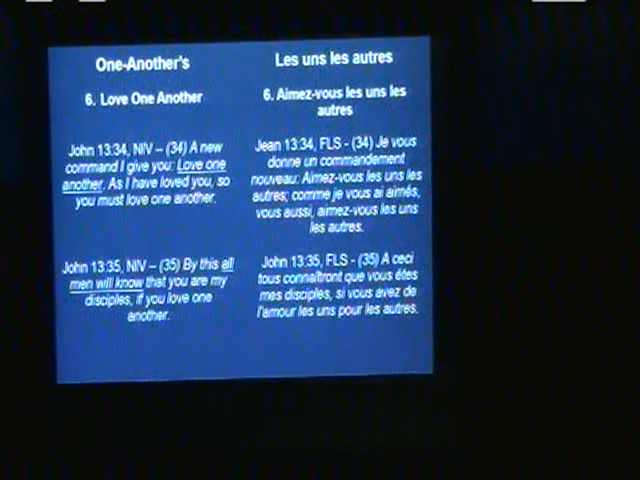 One-Another's
6. Love One Another
John 13:34, NIV – (34) A new
command I give you: Love one
another. As I have loved you, so
you must love one another.
John 13:35, NIV – (35) By this all
men will know that you are my
disciples, if you love one
another.
Les uns les autres
6. Aimez-vous les uns les
autres
Jean 13:34, FLS - (34) Je vous
donne un commandement
nouveau: Aimez-vous les uns les
autres; comme je vous ai aimés,
vous aussi, aimez-vous les uns
les autres.
John 13:35, FLS - (35) A ceci
tous connaîtront que vous êtes
mes disciples, si vous avez de
l'amour les uns pour les autres.